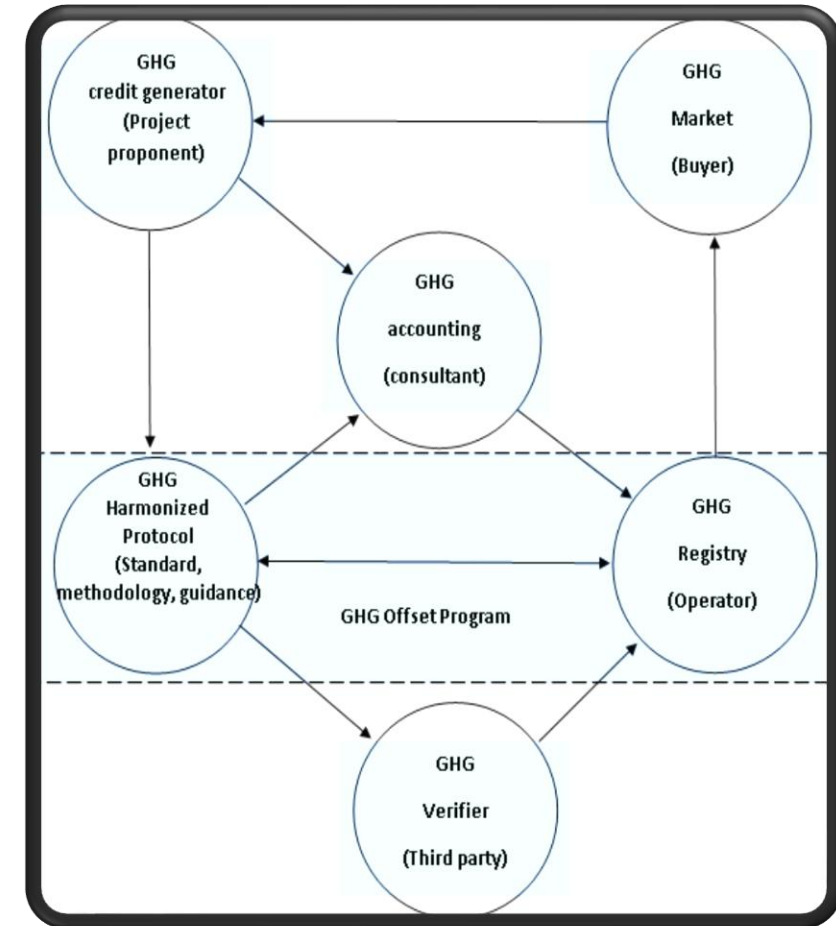 GHG
credit generator
(Project
proponent)
GHG
Market
(Buyer)
GHG
accounting
(consultant)
GHG
Harmonized
Protocol
(Standard,
methodology, guidance)
GHG Offset Program
GHG
Registry
(Operator)
GHG
Verifier
(Third party)